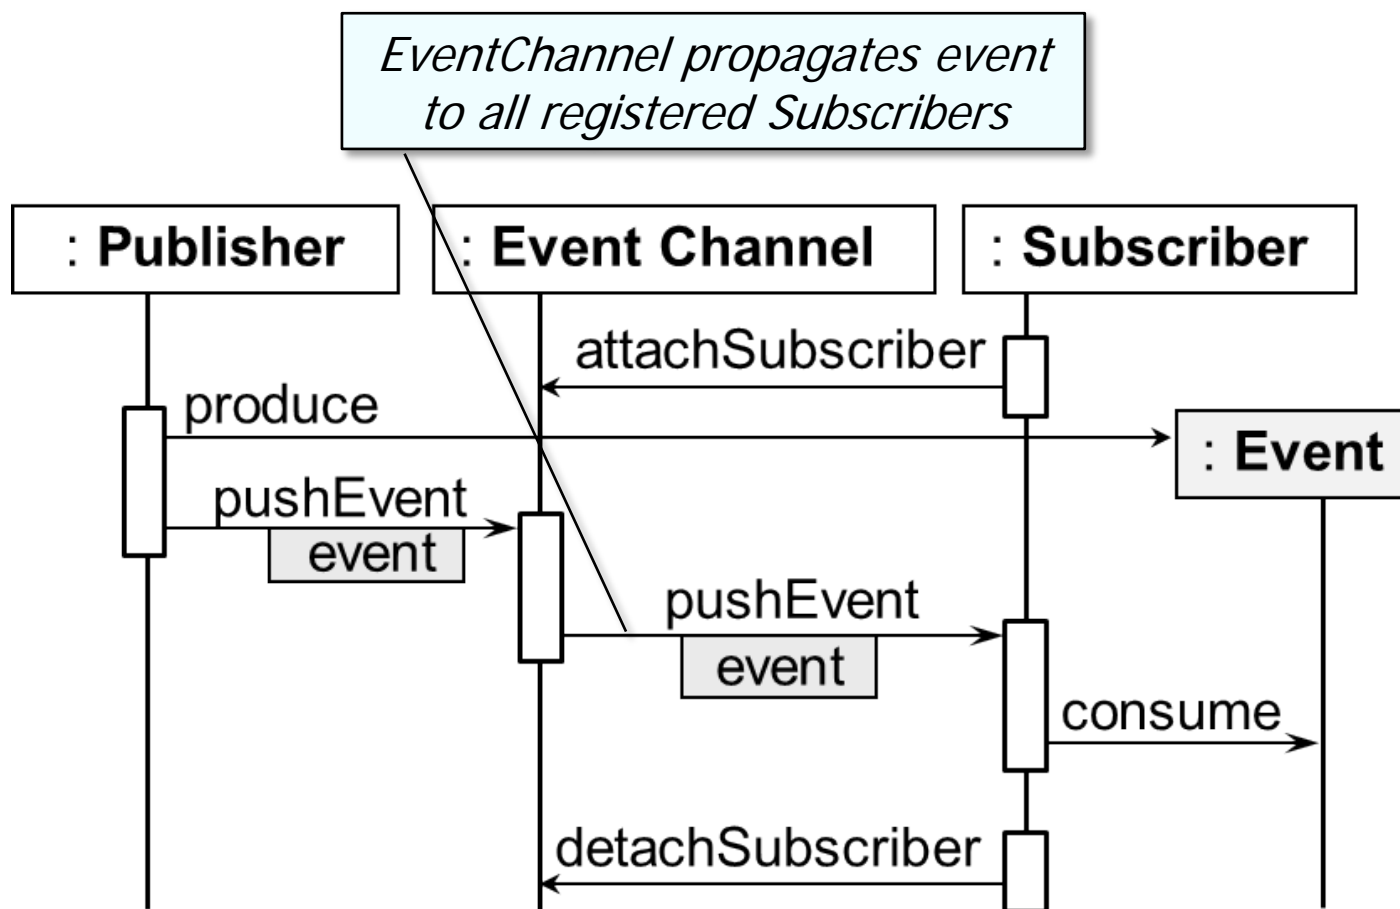 EventChannel propagates event
to all registered Subscribers
: Publisher
: Event Channel
: Subscriber
attachSubscriber
produce
: Event
pushEvent
event
pushEvent
event
consume
detachSubscriber